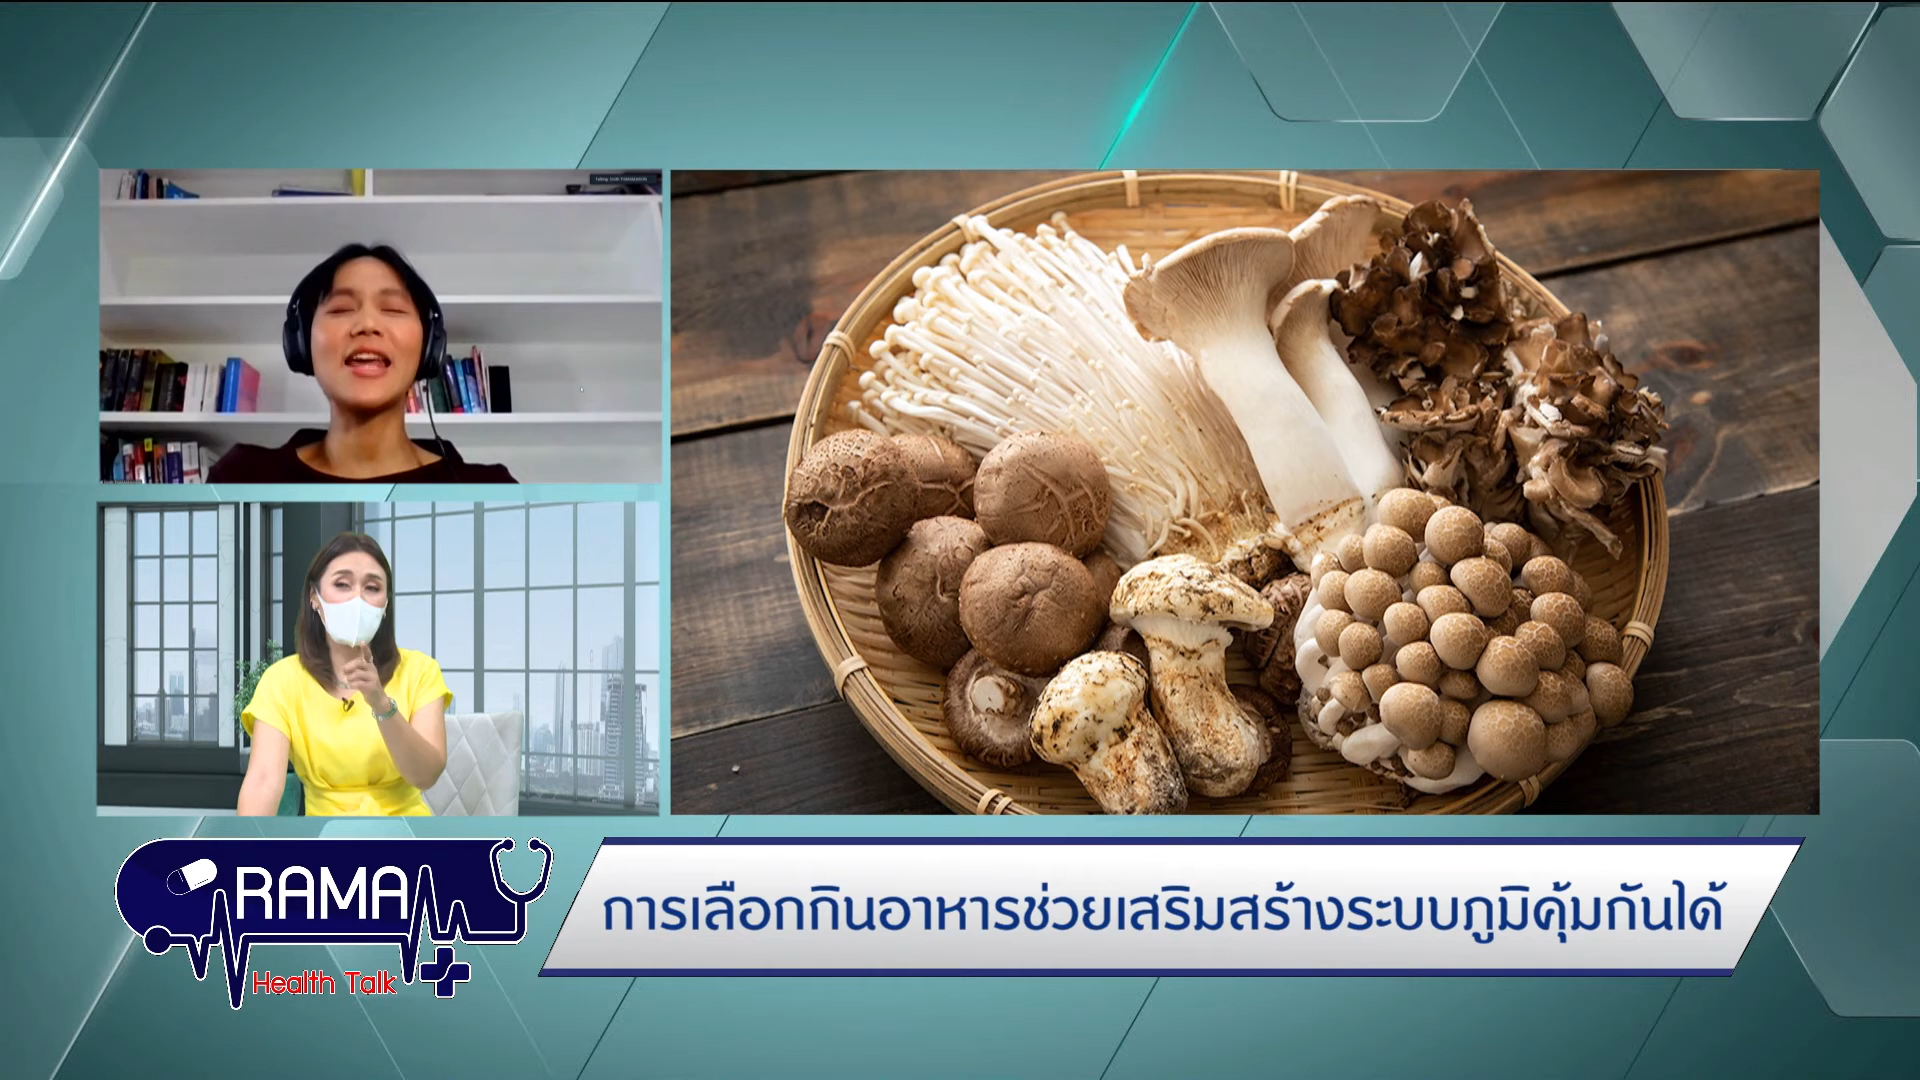 RAMA
Health Talk
การเลือกกินอาหารช่วยเสริมสร้างระบบภูมิคุ้มกันได้